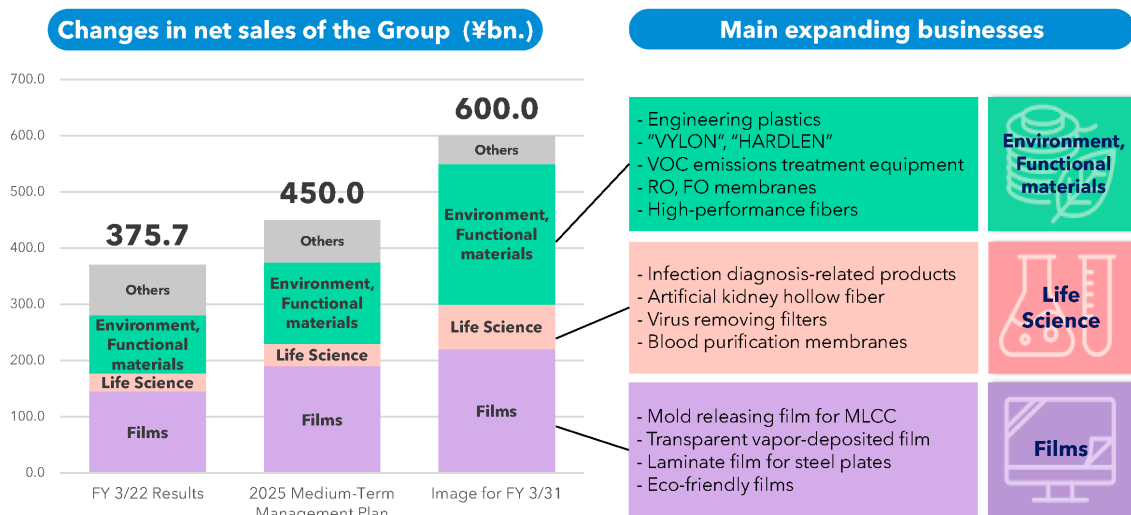 Changes in net sales of the Group (¥bn.)
Main expanding businesses
700.0
600.0
500.0
400.0
300.0
200.0
100.0
0.0
375.7
Others
Environment,
Functional
materials
Life Science
Films
FY 3/22 Results
450.0
Others
Environment,
Functional
materials
Life Science
Films
2025 Medium-Term
Management Plan
600.0
Others
Environment,
Functional
materials
Life Science
Films
Image for FY 3/31
- Engineering plastics
- "VYLON", "HARDLEN"
- VOC emissions treatment equipment
- RO, FO membranes
- High-performance fibers
Environment,
Functional
materials
- Infection diagnosis-related products
- Artificial kidney hollow fiber
- Virus removing filters
- Blood purification membranes
Life
Science
- Mold releasing film for MLCC
- Transparent vapor-deposited film
- Laminate film for steel plates
- Eco-friendly films
Films